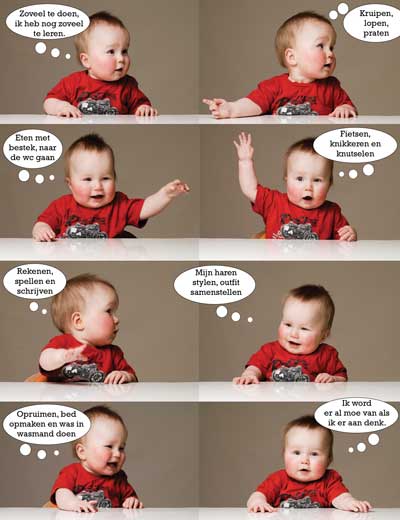 Zoveel te doen,
ik heb nog zoveel
te leren.
Kruipen,
lopen,
praten
Eten met
bestek, naar
de wc gaan
Fietsen,
knikkeren en
knutselen
Rekenen,
spellen en
schrijven
Mijn haren
stylen, outfit
samenstellen
Opruimen, bed
opmaken en was in
wasmand doen
Ik word
er al moe van als
ik er aan denk.